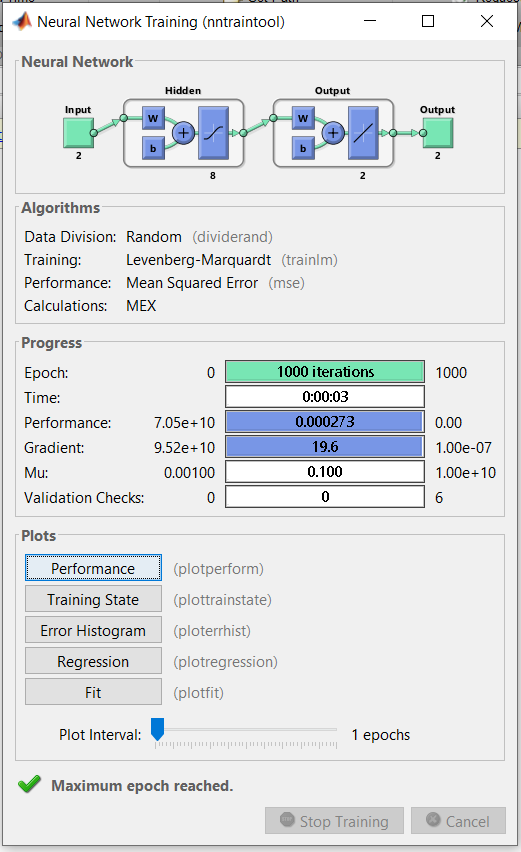 Neural Network Training (nntraintool)
Neural Network
Hidden Output
Input Output
W W
b b
2 2
8 2
Algorithms
Data Division: Random (dividerand)
Training: Levenberg-Marquardt (trainlm)
Performance: Mean Squared Error (mse)
Calculations: MEX
Progress
Epoch: 0 1000 iterations 1000
Time: 0:00:03
Performance: 7.05e+10 0.000273 0.00
Gradient: 9.52e+10 19.6 1.00e-07
Mu: 0.00100 0.100 1.00e+10
Validation Checks: 0 0 6
Plots
Performance (plotperform)
Training State (plottrainstate)
Error Histogram (ploterrhist)
Regression (plotregression)
Fit (plotfit)
Plot Interval: 1 epochs
Maximum epoch reached.
Stop Training Cancel